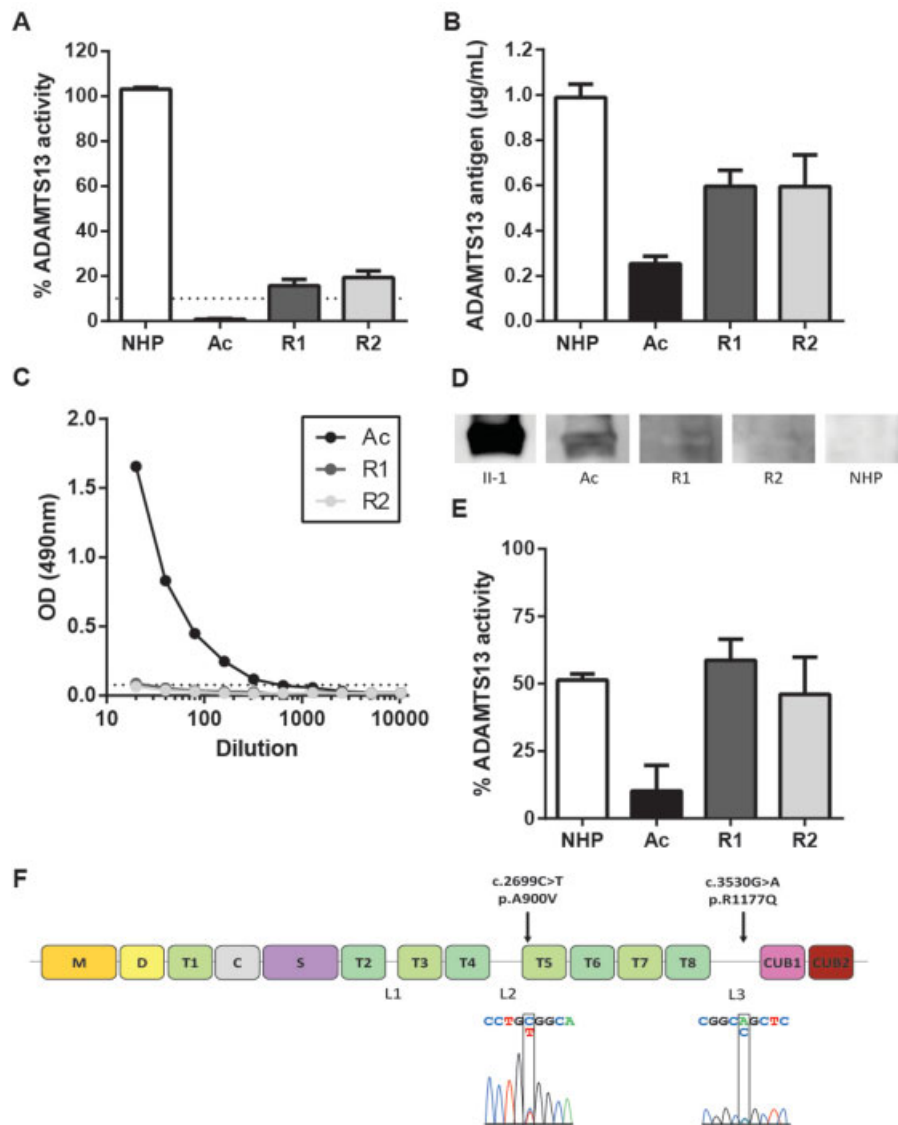 A
% ADAMTS13 activity
120
100
80
60
40
20
0
NHP Ac R1 R2
B
ADAMTS13 antigen (µg/mL)
1.2
1.0
0.8
0.6
0.4
0.2
0.0
NHP Ac R1 R2
C
OD (490nm)
2.0
1.5
1.0
0.5
0.0
10 100 1000 10000
Dilution
Ac
R1
R2
D
II-1 Ac R1 R2 NHP
E
% ADAMTS13 activity
100
75
50
25
0
NHP Ac R1 R2
F
c.2699C>T
p.A900V
c.3530G>A
p.R1177Q
M D T1 C S T2 T3 T4 T5 T6 T7 T8 CUB1 CUB2
L1 L2 L3
CCTGCGGCA
T
CGGCAGCTC
C